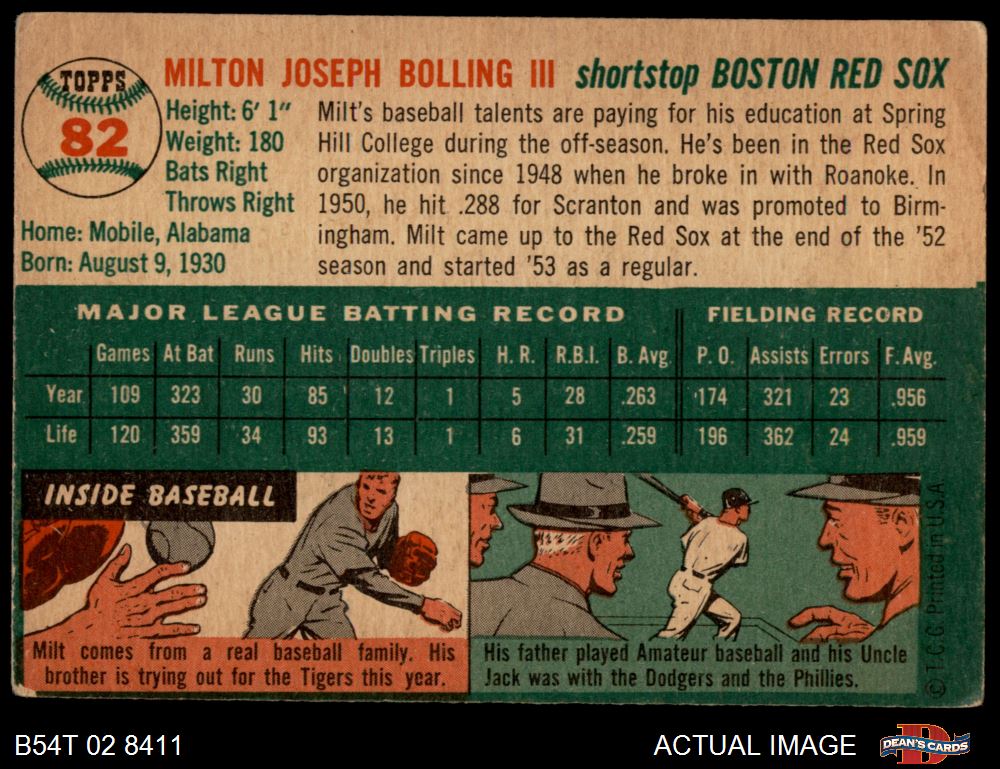 TOPPS
82
MILTON JOSEPH BOLLING III shortstop BOSTON RED SOX
Height: 6' 1"
Weight: 180
Bats Right
Throws Right
Home: Mobile, Alabama
Born: August 9, 1930
Milt's baseball talents are paying for his education at Spring
Hill College during the off-season. He's been in the Red Sox
organization since 1948 when he broke in with Roanoke. In
1950, he hit .288 for Scranton and was promoted to Birm-
ingham. Milt came up to the Red Sox at the end of the '52
season and started '53 as a regular.
MAJOR LEAGUE BATTING RECORD FIELDING RECORD
Games At Bat Runs Hits Doubles Triples H. R. R.B.I. B. Avg. P. O. Assists Errors F. Avg.
Year 109 323 30 85 12 1 5 28 .263 174 321 23 .956
Life 120 359 34 93 13 1 6 31 .259 196 362 24 .959
INSIDE BASEBALL
Milt comes from a real baseball family. His
brother is trying out for the Tigers this year.
His father played Amateur baseball and his Uncle
Jack was with the Dodgers and the Phillies.
© T.C.G. Printed in U.S.A.
B54T 02 8411
ACTUAL IMAGE
DEAN'S CARDS